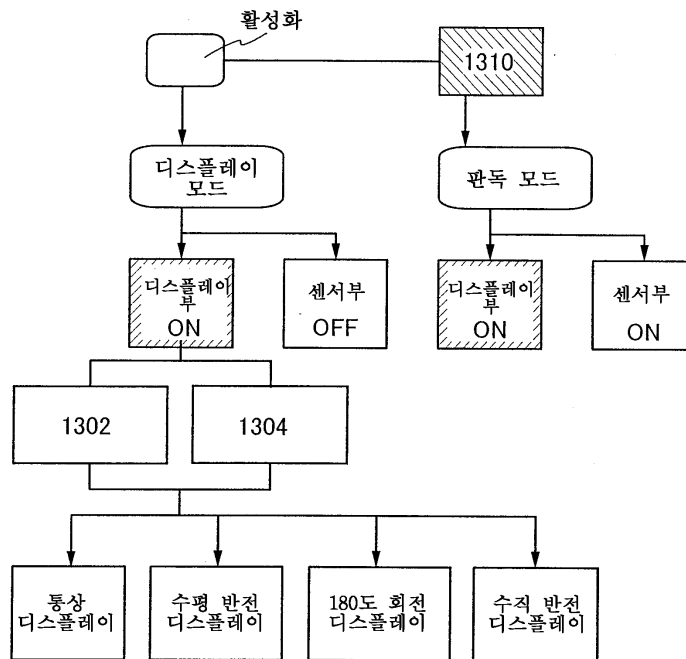 활성화
1310
디스플레이
모드
판독 모드
디스플레이
부
ON
센서부
OFF
디스플레이
부
ON
센서부
ON
1302
1304
통상
디스플레이
수평 반전
디스플레이
180도 회전
디스플레이
수직 반전
디스플레이